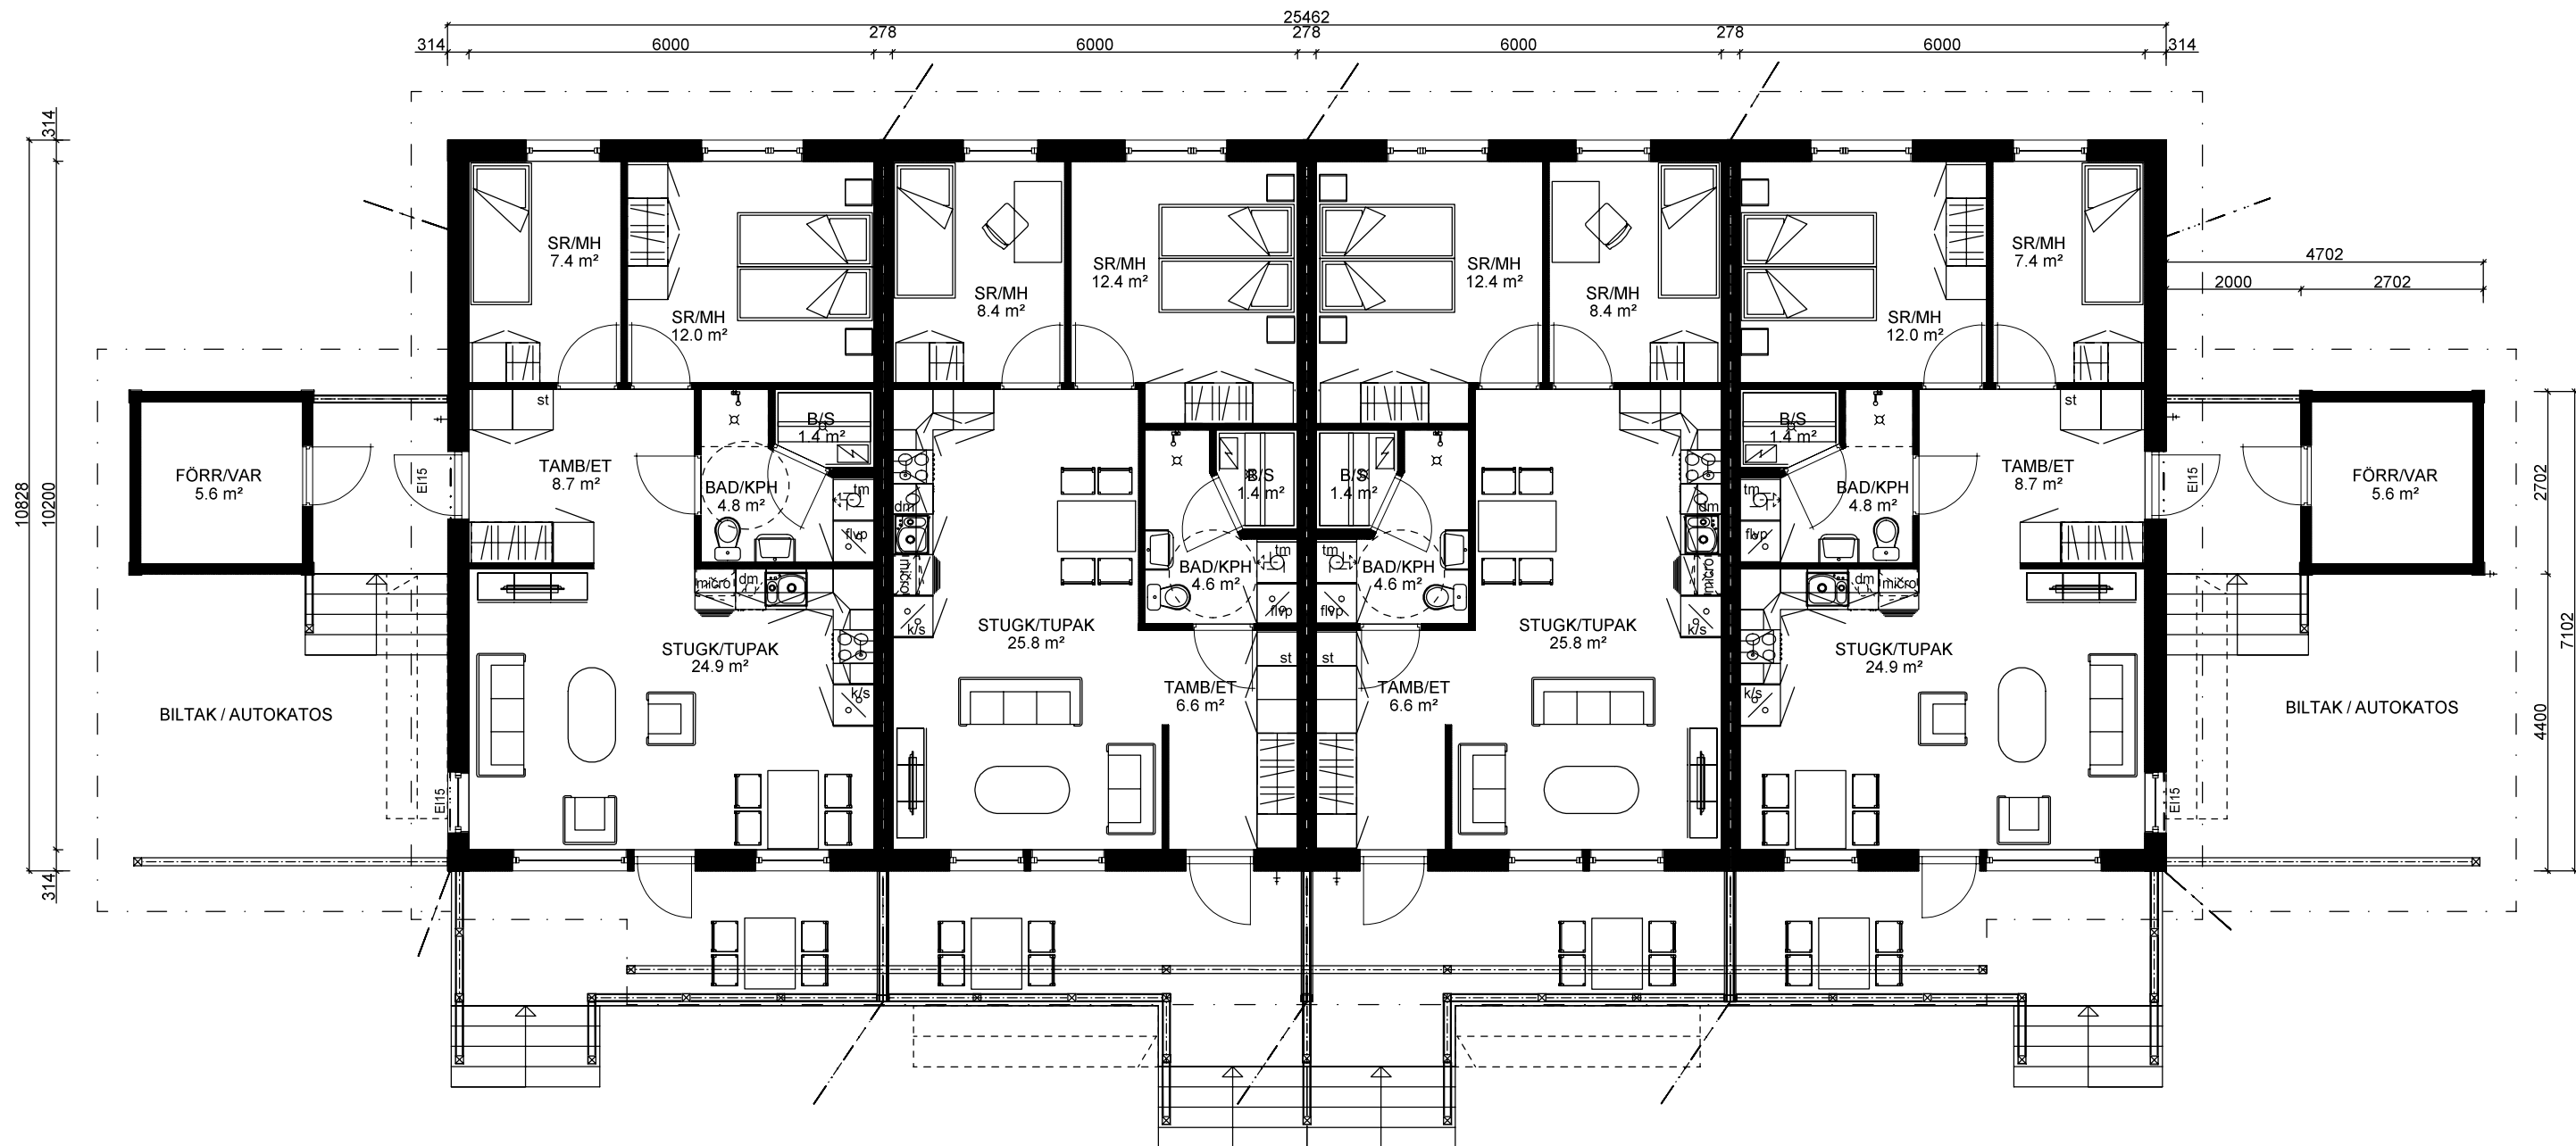 25462
314
6000
278
6000
278
6000
278
6000
314
314
10828
10200
314
SR/MH
7.4 m²
SR/MH
12.0 m²
SR/MH
8.4 m²
SR/MH
12.4 m²
SR/MH
12.4 m²
SR/MH
8.4 m²
SR/MH
12.0 m²
SR/MH
7.4 m²
4702
2000
2702
FÖRR/VAR
5.6 m²
EI15
st
TAMB/ET
8.7 m²
B/S
1.4 m²
BAD/KPH
4.8 m²
tm
flvp
micro
dm
STUGK/TUPAK
24.9 m²
k/s
BILTAK / AUTOKATOS
EI15
dm
micro
k/s
STUGK/TUPAK
25.8 m²
B/S
1.4 m²
tm
BAD/KPH
4.6 m²
flvp
st
TAMB/ET
6.6 m²
B/S
1.4 m²
tm
BAD/KPH
4.6 m²
flvp
st
TAMB/ET
6.6 m²
STUGK/TUPAK
25.8 m²
dm
micro
k/s
B/S
1.4 m²
tm
BAD/KPH
4.8 m²
flvp
dm
micro
STUGK/TUPAK
24.9 m²
k/s
st
TAMB/ET
8.7 m²
EI15
FÖRR/VAR
5.6 m²
BILTAK / AUTOKATOS
EI15
2702
7102
4400